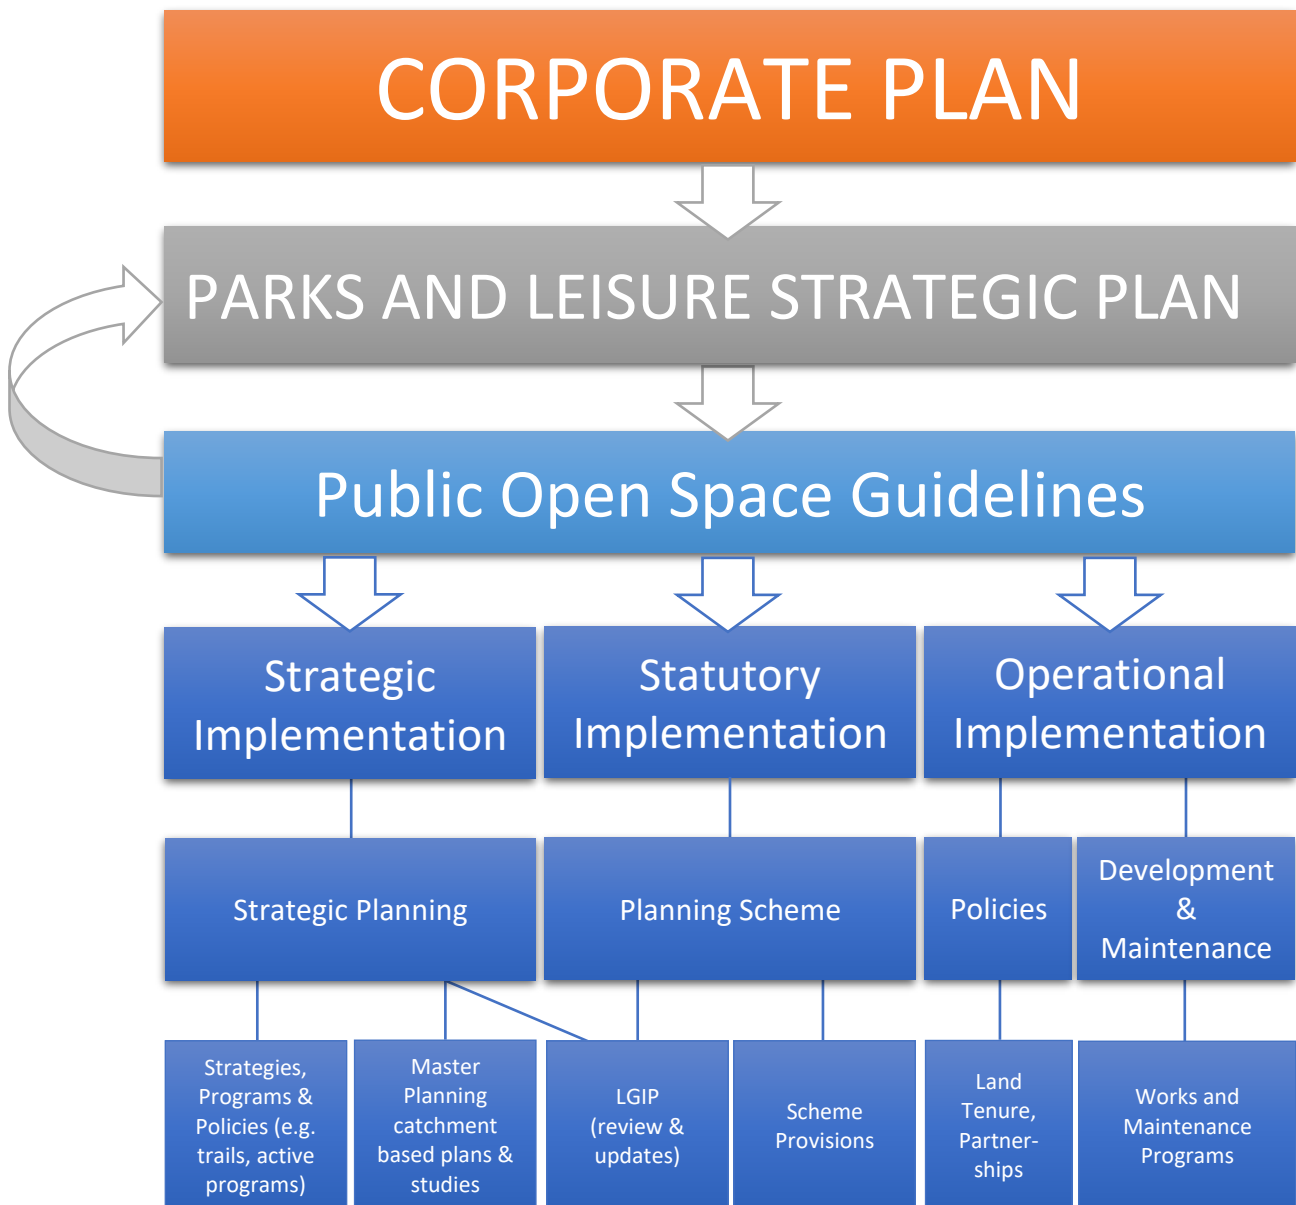 CORPORATE PLAN
PARKS AND LEISURE STRATEGIC PLAN
Public Open Space Guidelines
Strategic
Implementation
Statutory
Implementation
Operational
Implementation
Strategic Planning
Planning Scheme
Policies
Development
&
Maintenance
Strategies,
Programs &
Policies (e.g.
trails, active
programs)
Master
Planning
catchment
based plans &
studies
LGIP
(review &
updates)
Scheme
Provisions
Land
Tenure,
Partner-
ships
Works and
Maintenance
Programs